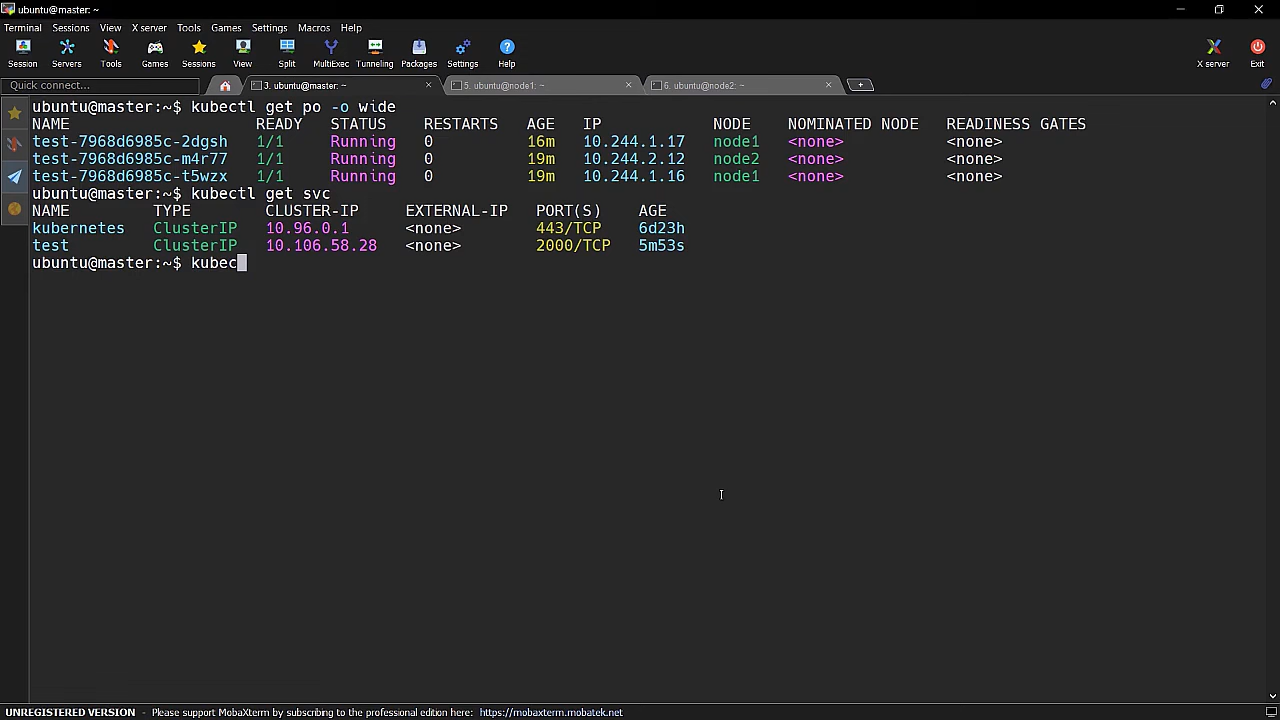 ubuntu@master: ~
Terminal Sessions View X server Tools Games Settings Macros Help
Session Servers Tools Games Sessions View Split MultiExec Tunneling Packages Settings Help X server Exit
Quick connect...
3. ubuntu@master: ~
5. ubuntu@node1: ~
6. ubuntu@node2: ~
ubuntu@master:~$ kubectl get po -o wide
NAME READY STATUS RESTARTS AGE IP NODE NOMINATED NODE READINESS GATES
test-7968d6985c-2dgsh 1/1 Running 0 16m 10.244.1.17 node1 <none> <none>
test-7968d6985c-m4r77 1/1 Running 0 19m 10.244.2.12 node2 <none> <none>
test-7968d6985c-t5wzx 1/1 Running 0 19m 10.244.1.16 node1 <none> <none>
ubuntu@master:~$ kubectl get svc
NAME TYPE CLUSTER-IP EXTERNAL-IP PORT(S) AGE
kubernetes ClusterIP 10.96.0.1 <none> 443/TCP 6d23h
test ClusterIP 10.106.58.28 <none> 2000/TCP 5m53s
ubuntu@master:~$ kubec
UNREGISTERED VERSION - Please support MobaXterm by subscribing to the professional edition here: https://mobaxterm.mobatek.net